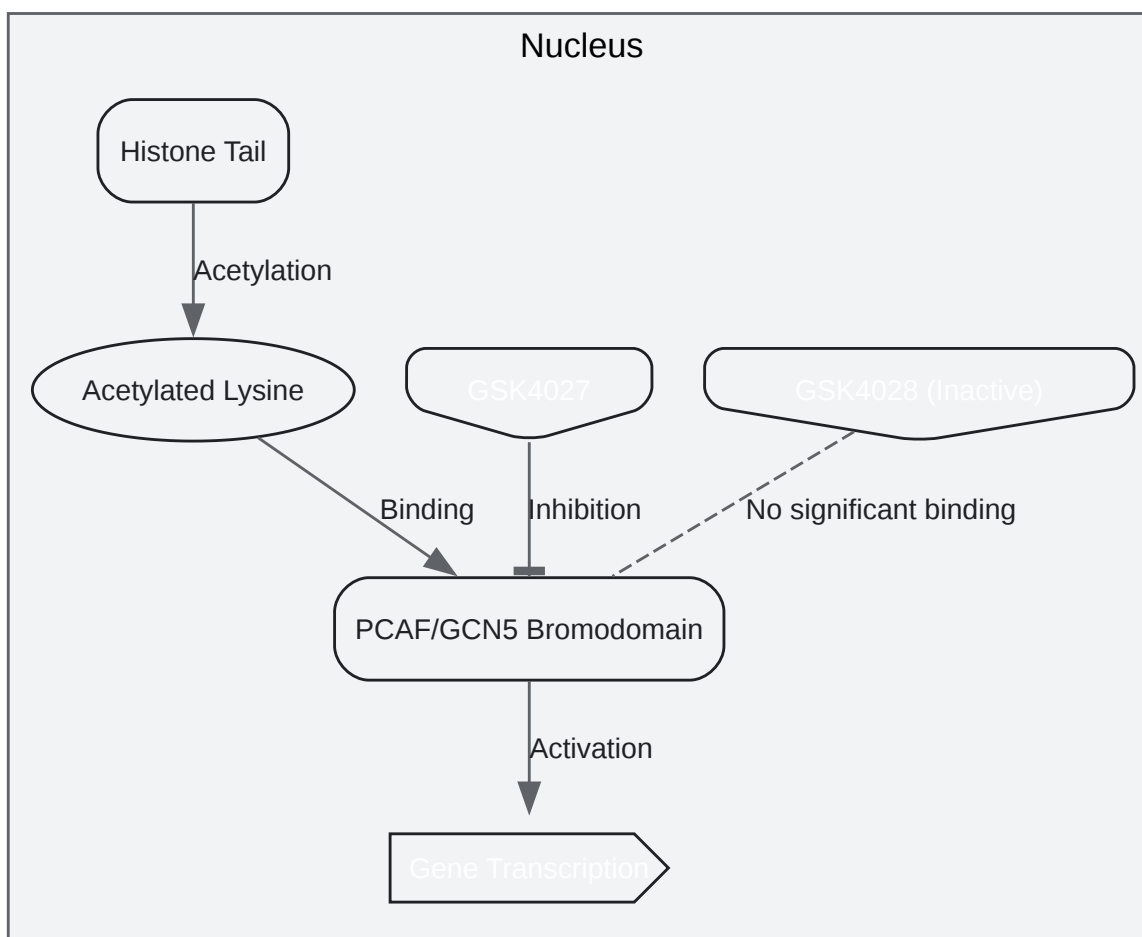 Nucleus
Histone Tail
Acetylation
Acetylated Lysine
GSK4027
GSK4028 (Inactive)
Binding
Inhibition
No significant binding
PCAF/GCN5 Bromodomain
Activation
Gene Transcription